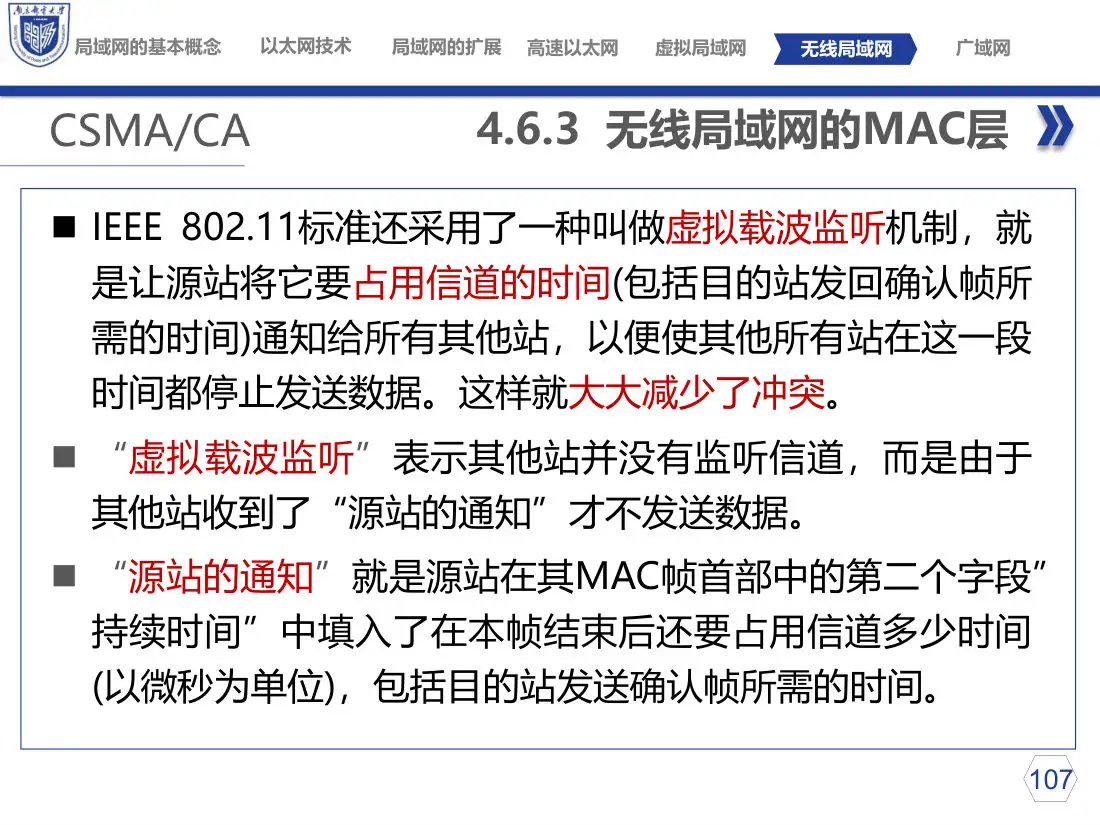 南京邮电大学
局域网的基本概念 以太网技术 局域网的扩展 高速以太网 虚拟局域网 无线局域网 广域网
CSMA/CA
4.6.3 无线局域网的MAC层
■ IEEE 802.11标准还采用了一种叫做虚拟载波监听机制，就
是让源站将它要占用信道的时间(包括目的站发回确认帧所
需的时间)通知给所有其他站，以便使其他所有站在这一段
时间都停止发送数据。这样就大大减少了冲突。
■ “虚拟载波监听”表示其他站并没有监听信道，而是由于
其他站收到了“源站的通知”才不发送数据。
■ “源站的通知”就是源站在其MAC帧首部中的第二个字段”
持续时间”中填入了在本帧结束后还要占用信道多少时间
(以微秒为单位)，包括目的站发送确认帧所需的时间。
107